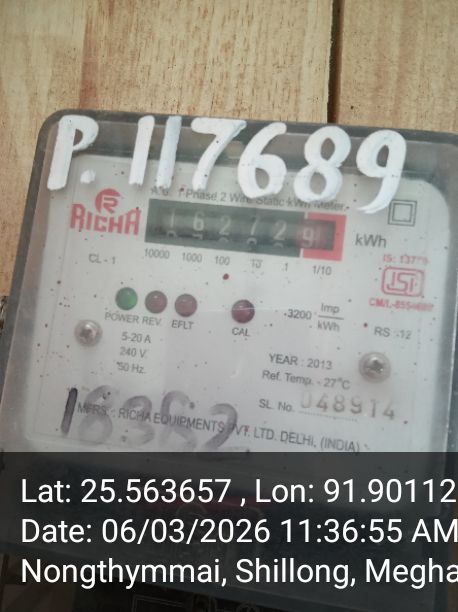 P.117689
A.C. 1-Phase 2 Wire Static kWh Meter
RICHA
1 6 2 7 2 9
kWh
10000 1000 100 10 1 1/10
CL - 1
IS: 13779
ISI
CM/L-
POWER REV. EFLT CAL
3200 Imp/kWh
RS -12
5-20 A
240 V.
50 Hz.
YEAR : 2013
Ref. Temp. - 27°C
SL. No. 048914
MFRS. : RICHA EQUIPMENTS PVT. LTD. DELHI, (INDIA)
Lat: 25.563657 , Lon: 91.90112
Date: 06/03/2026 11:36:55 AM
Nongthymmai, Shillong, Megha